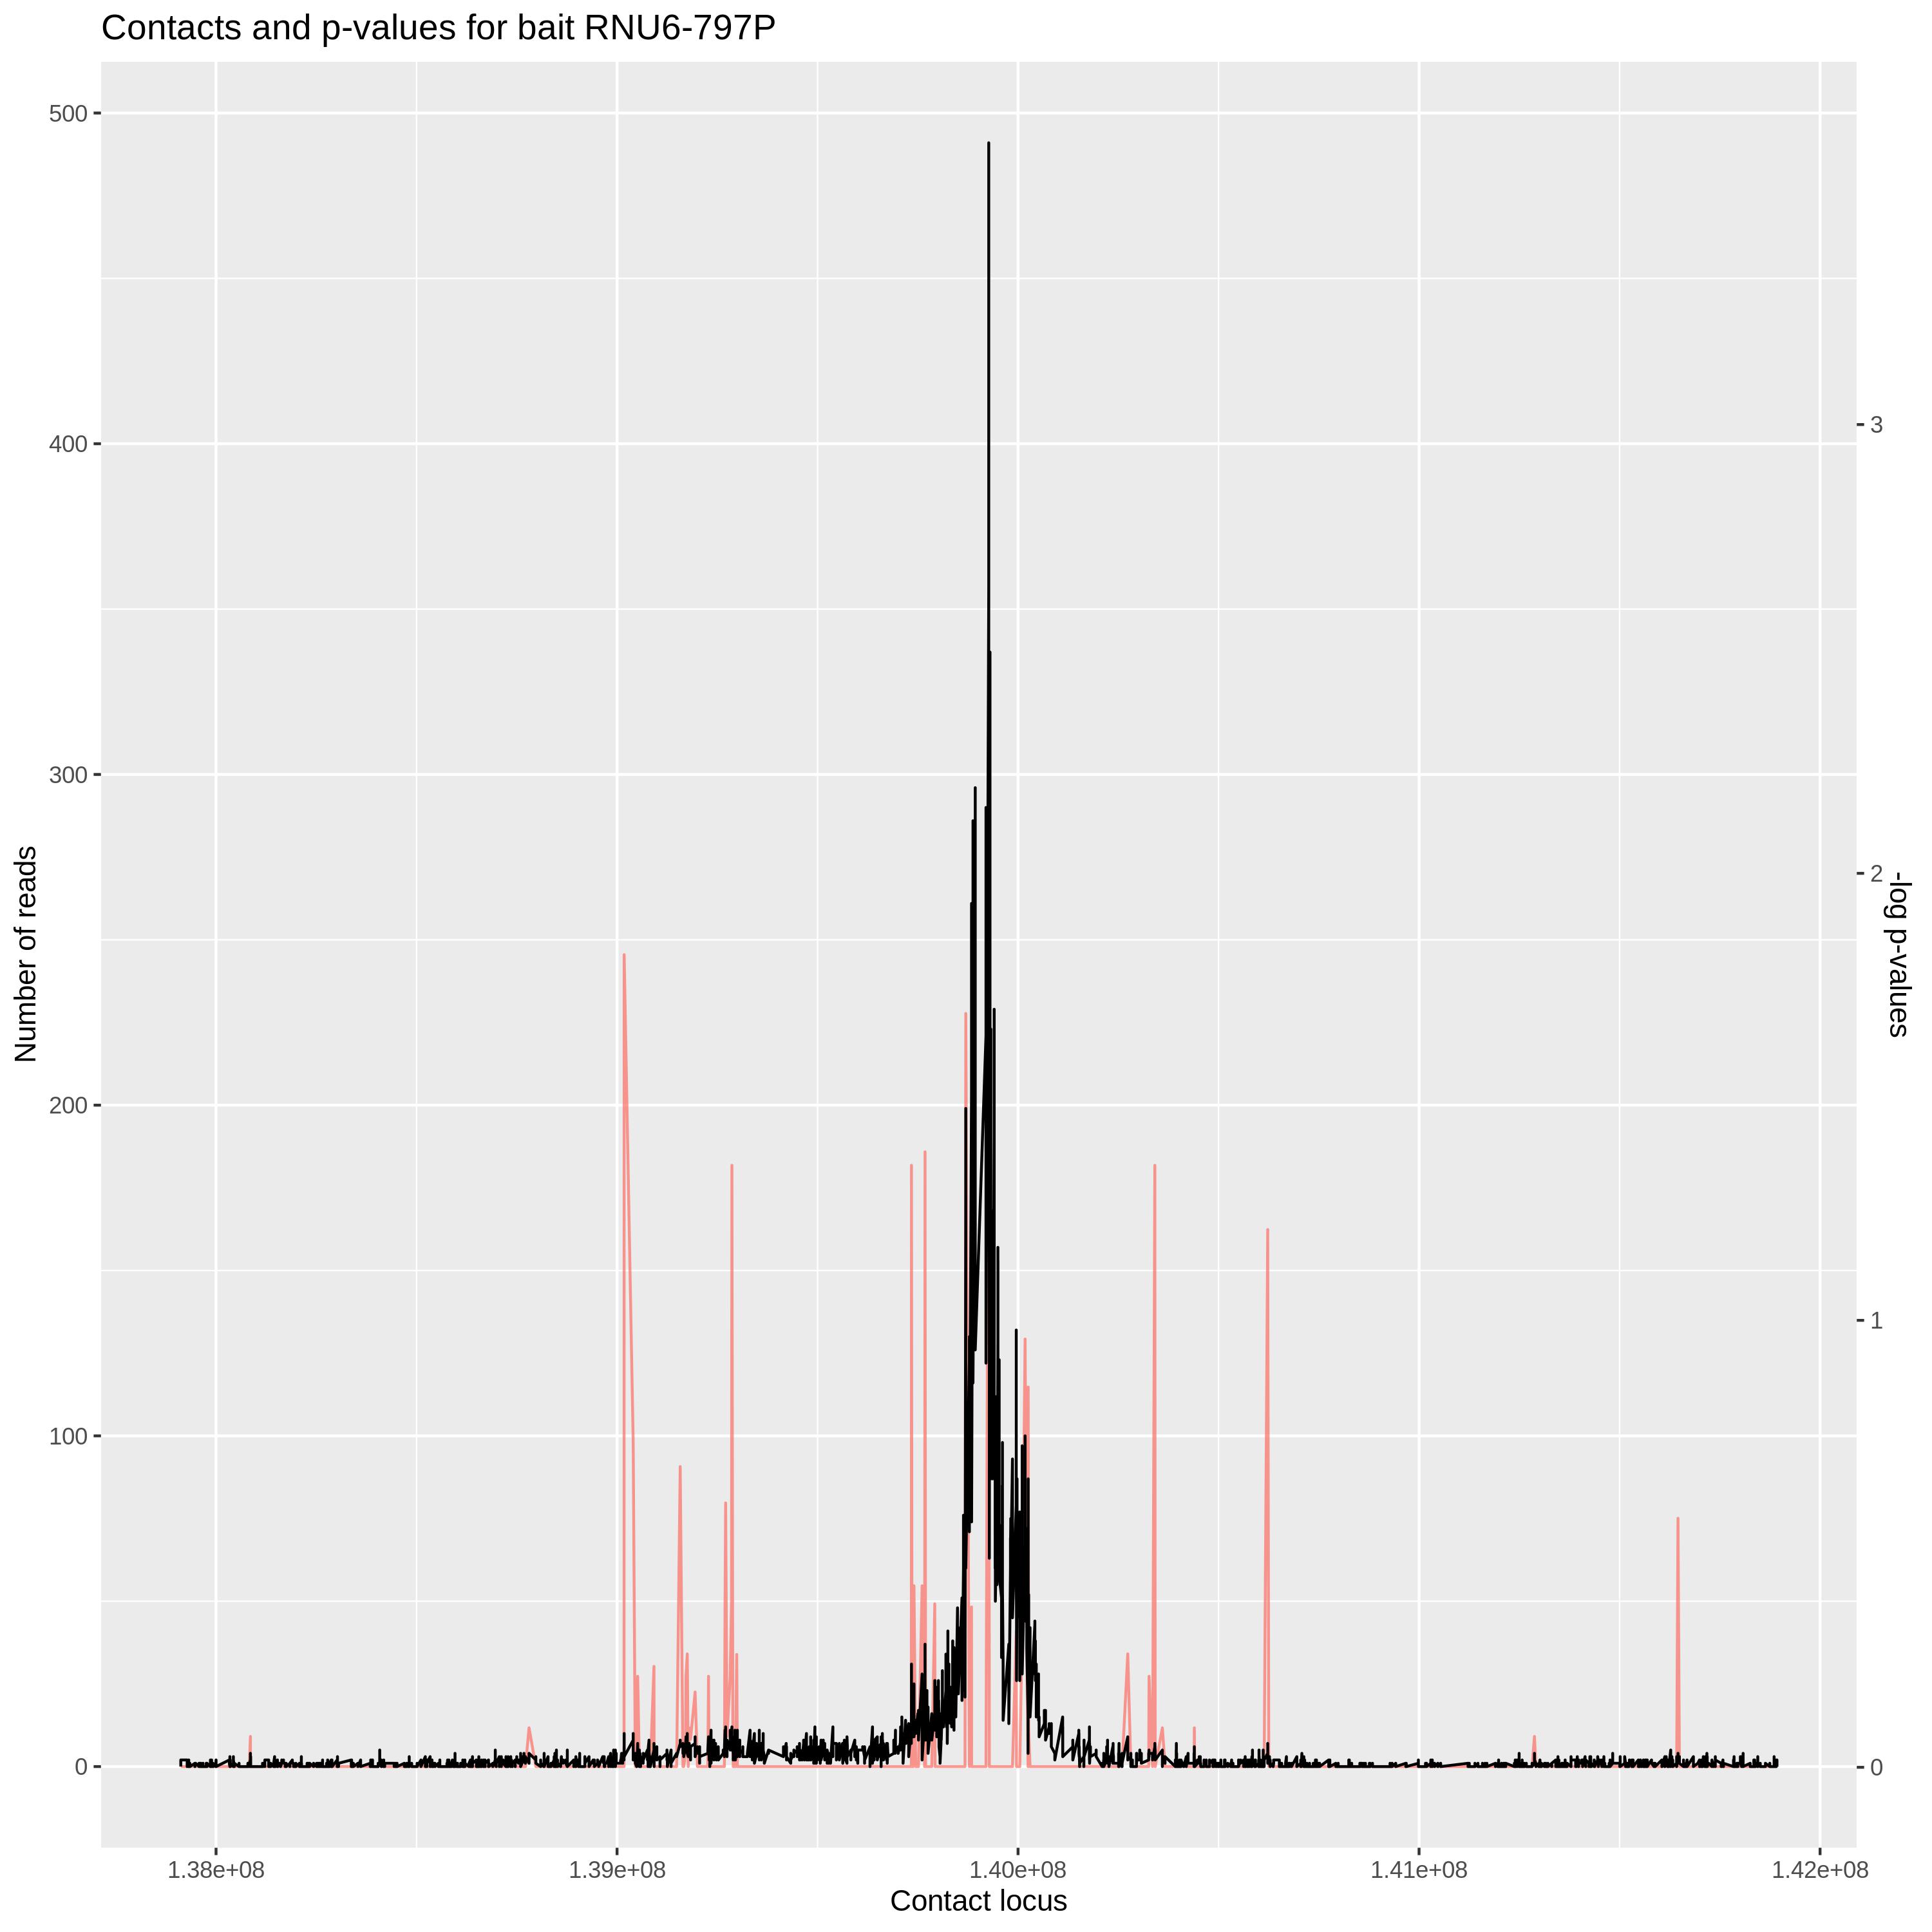 Contacts and p-values for bait RNU6-797P
500
400
300
200
100
0
3
2
1
0
Number of reads
-log p-values
1.38e+08 1.39e+08 1.40e+08 1.41e+08 1.42e+08
Contact locus